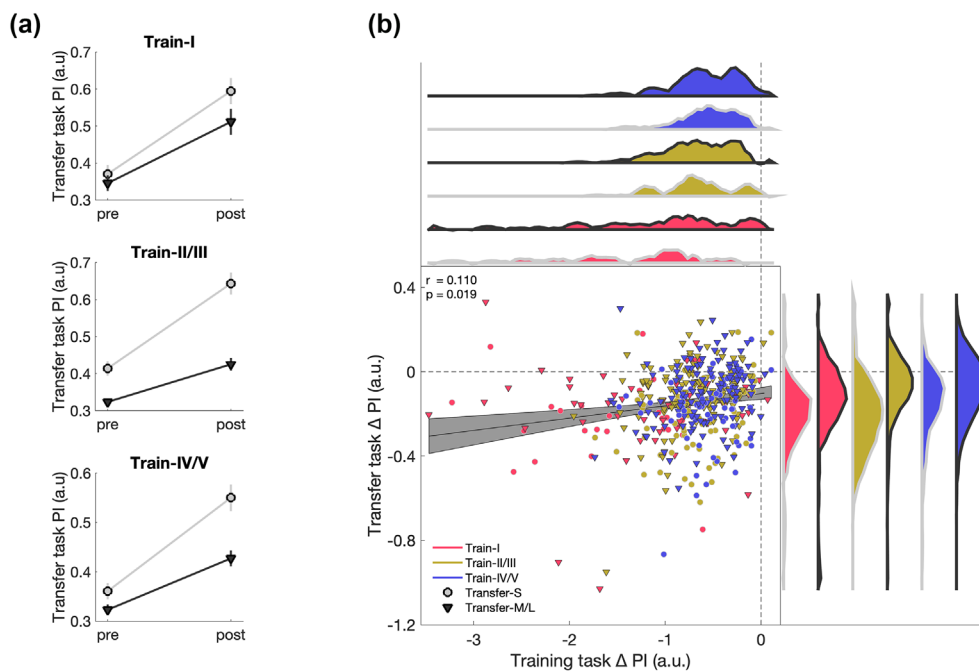 (a)
Train-I
Transfer task PI (a.u)
0.7
0.6
0.5
0.4
0.3
pre
post
Train-II/III
Transfer task PI (a.u)
0.7
0.6
0.5
0.4
0.3
pre
post
Train-IV/V
Transfer task PI (a.u)
0.6
0.5
0.4
0.3
pre
post
(b)
r = 0.110
p = 0.019
Transfer task Δ PI (a.u.)
0.4
0
-0.4
-0.8
-1.2
Train-I
Train-II/III
Train-IV/V
Transfer-S
Transfer-M/L
-3
-2
-1
0
Training task Δ PI (a.u.)